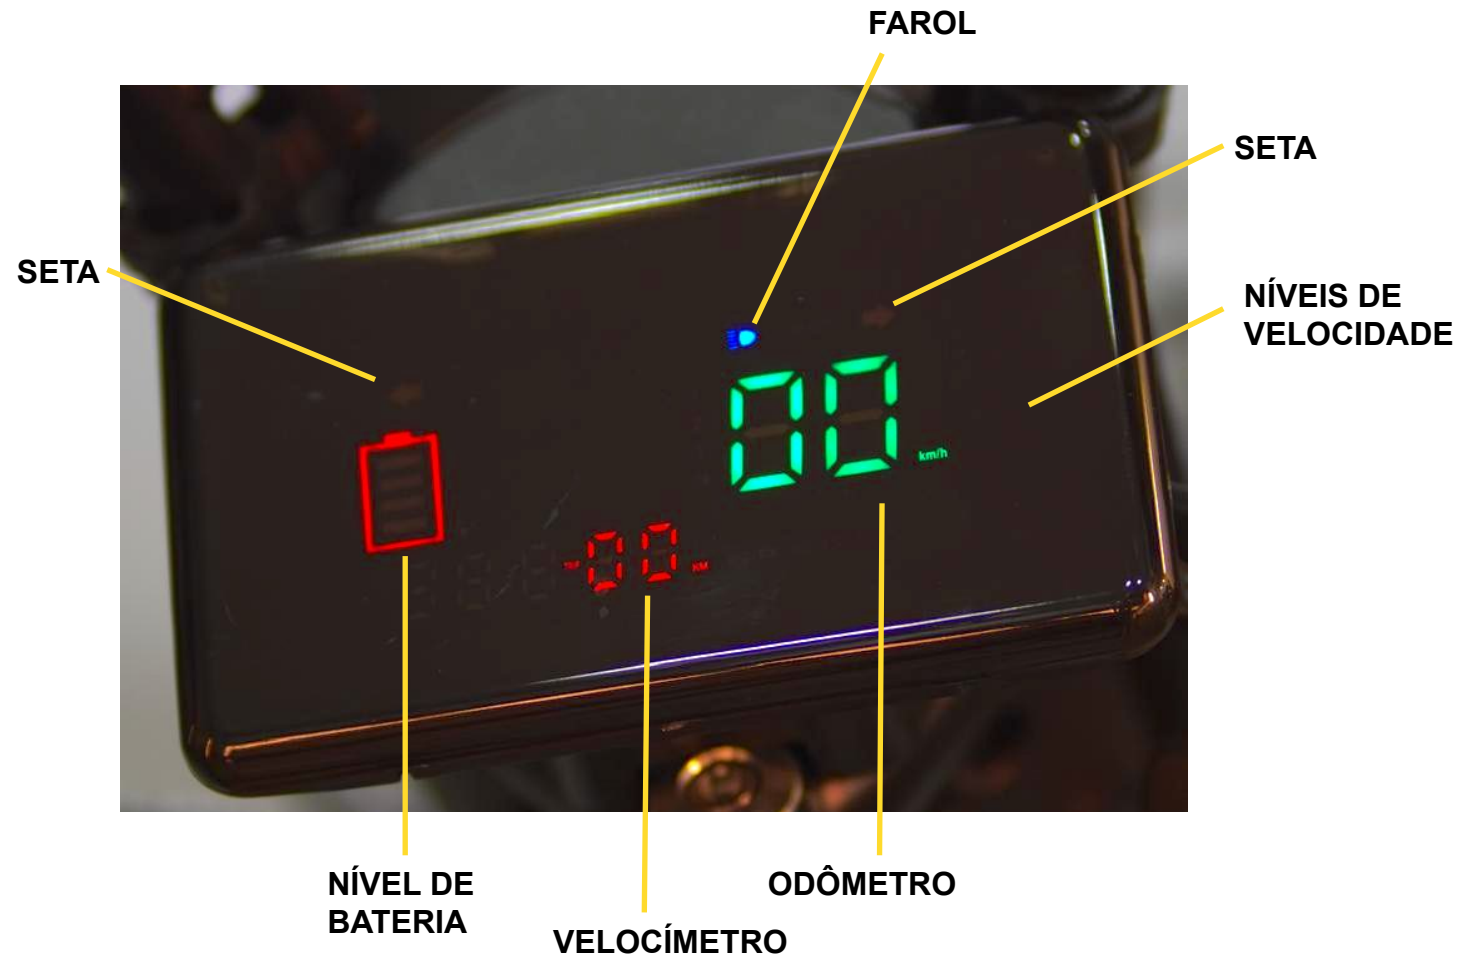 FAROL
SETA
SETA
NÍVEIS DE
VELOCIDADE
00
km/h
00
KM
NÍVEL DE
BATERIA
ODÔMETRO
VELOCÍMETRO